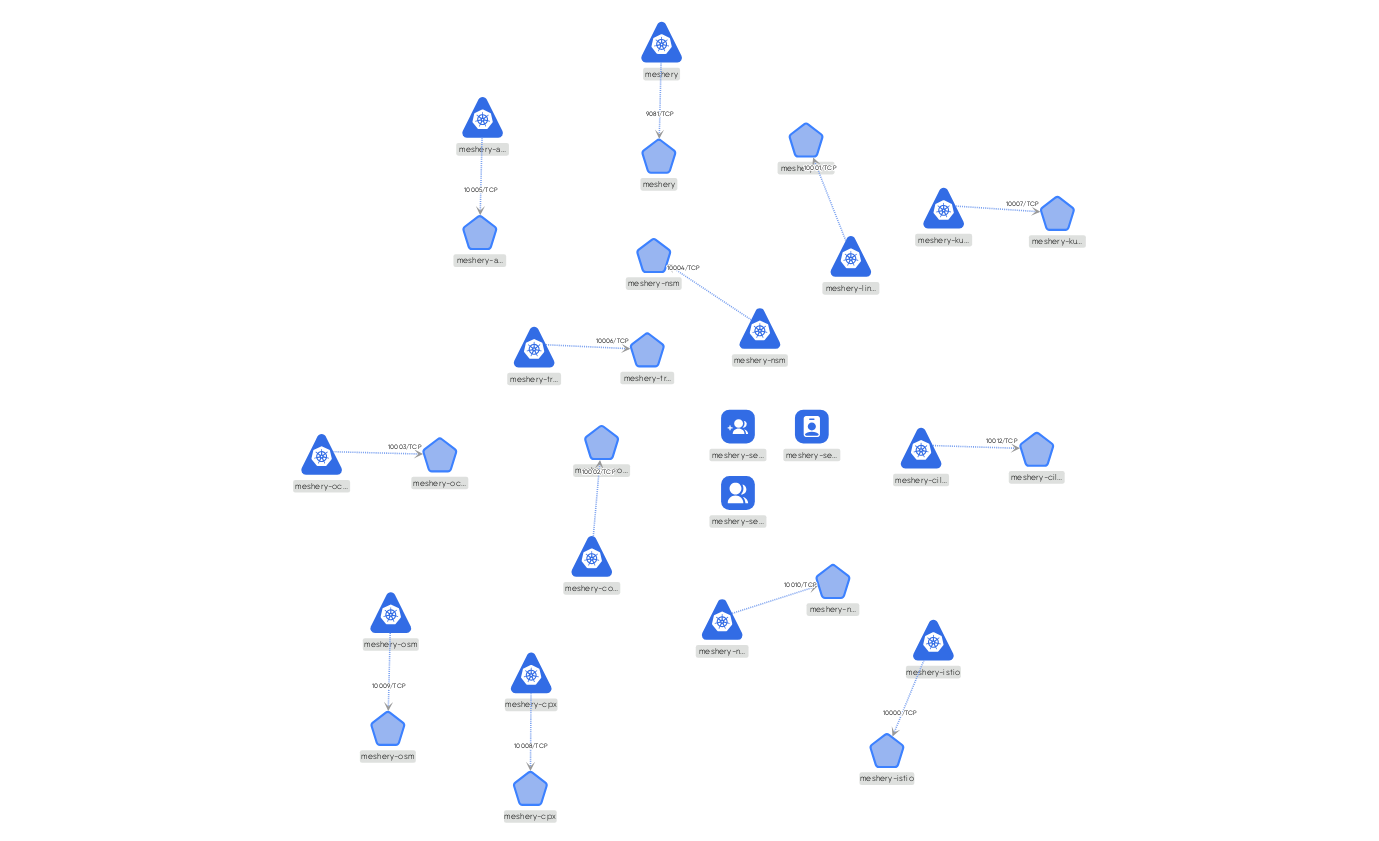 meshery
9081/TCP
meshery
meshery-a...
10005/TCP
meshery-a...
10001/TCP
meshery-lin...
10007/TCP
meshery-ku...
meshery-ku...
10004/TCP
meshery-nsm
meshery-nsm
10006/TCP
meshery-tr...
meshery-tr...
10003/TCP
meshery-oc...
meshery-oc...
10002/TCP
meshery-co...
meshery-se...
meshery-se...
meshery-se...
10012/TCP
meshery-cil...
meshery-cil...
10010/TCP
meshery-n...
meshery-n...
meshery-osm
10009/TCP
meshery-osm
meshery-cpx
10008/TCP
meshery-cpx
meshery-istio
10000/TCP
meshery-istio